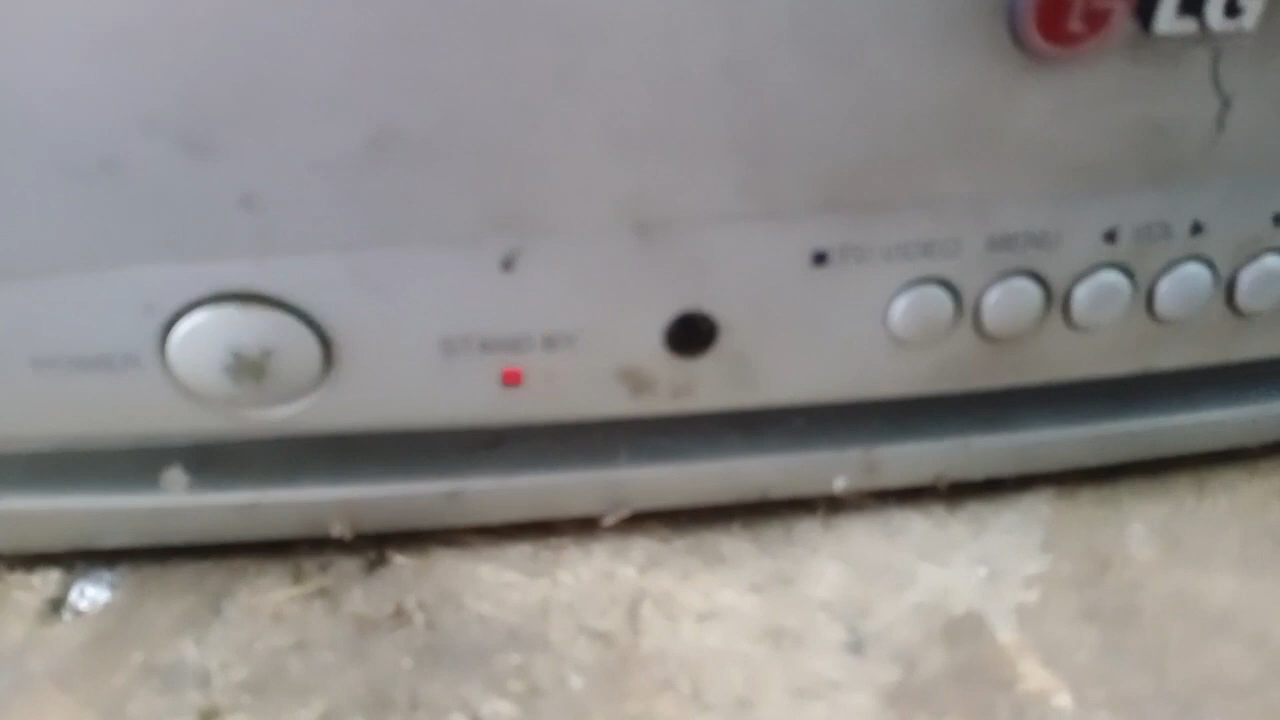 LG
TV/VIDEO MENU ◀ VOL ▶
STAND BY
POWER